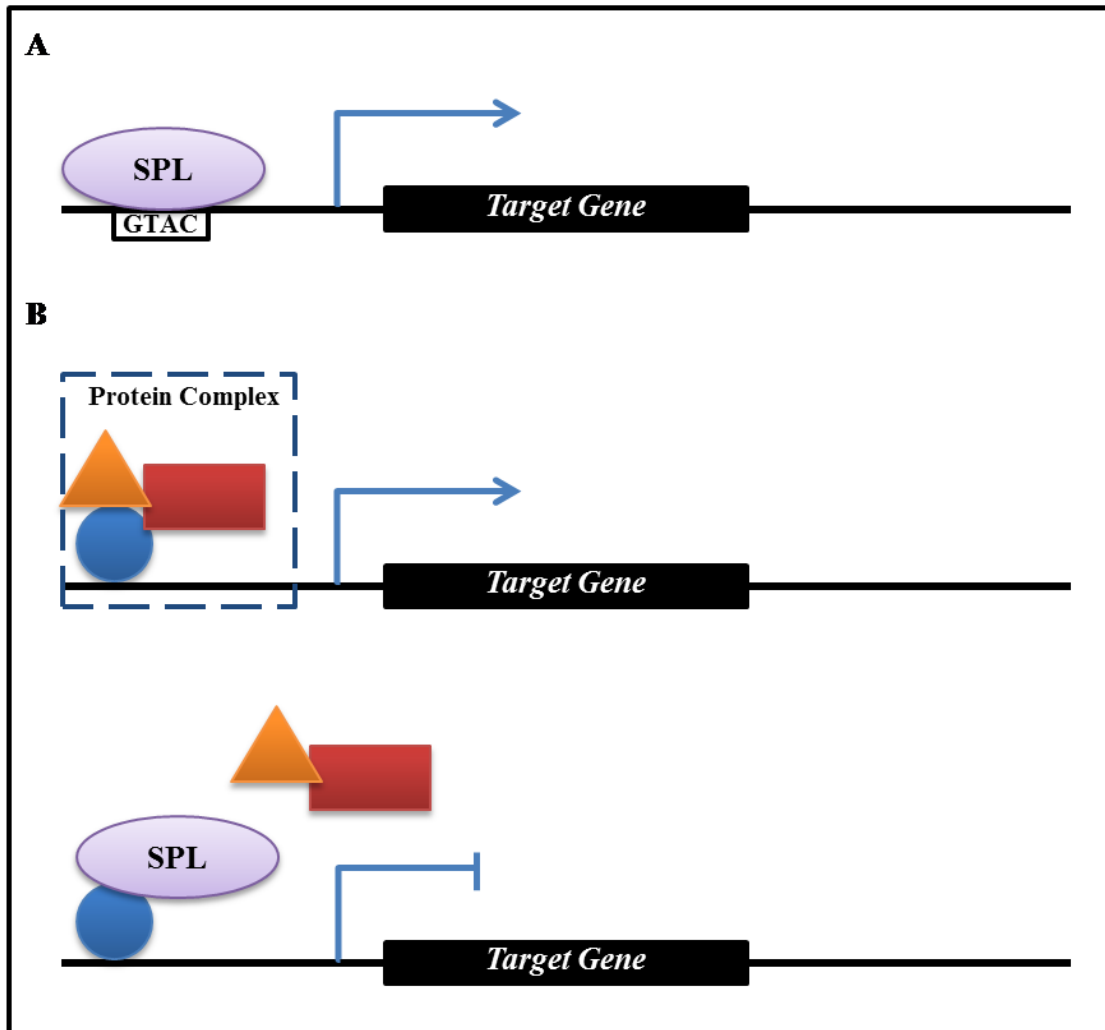 A
SPL
GTAC
Target Gene
B
Protein Complex
Target Gene
SPL
Target Gene